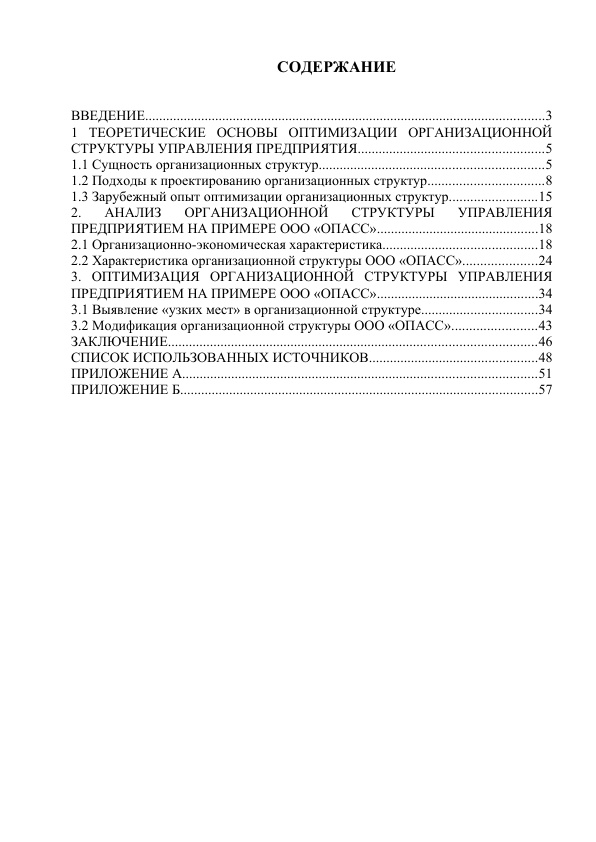 СОДЕРЖАНИЕ
ВВЕДЕНИЕ..................................................................................................................3
1 ТЕОРЕТИЧЕСКИЕ ОСНОВЫ ОПТИМИЗАЦИИ ОРГАНИЗАЦИОННОЙ
СТРУКТУРЫ УПРАВЛЕНИЯ ПРЕДПРИЯТИЯ.....................................................5
1.1 Сущность организационных структур................................................................5
1.2 Подходы к проектированию организационных структур.................................8
1.3 Зарубежный опыт оптимизации организационных структур.........................15
2. АНАЛИЗ ОРГАНИЗАЦИОННОЙ СТРУКТУРЫ УПРАВЛЕНИЯ
ПРЕДПРИЯТИЕМ НА ПРИМЕРЕ ООО «ОПАСС»..............................................18
2.1 Организационно-экономическая характеристика............................................18
2.2 Характеристика организационной структуры ООО «ОПАСС».....................24
3. ОПТИМИЗАЦИЯ ОРГАНИЗАЦИОННОЙ СТРУКТУРЫ УПРАВЛЕНИЯ
ПРЕДПРИЯТИЕМ НА ПРИМЕРЕ ООО «ОПАСС»..............................................34
3.1 Выявление «узких мест» в организационной структуре.................................34
3.2 Модификация организационной структуры ООО «ОПАСС»........................43
ЗАКЛЮЧЕНИЕ..........................................................................................................46
СПИСОК ИСПОЛЬЗОВАННЫХ ИСТОЧНИКОВ................................................48
ПРИЛОЖЕНИЕ А......................................................................................................51
ПРИЛОЖЕНИЕ Б......................................................................................................57